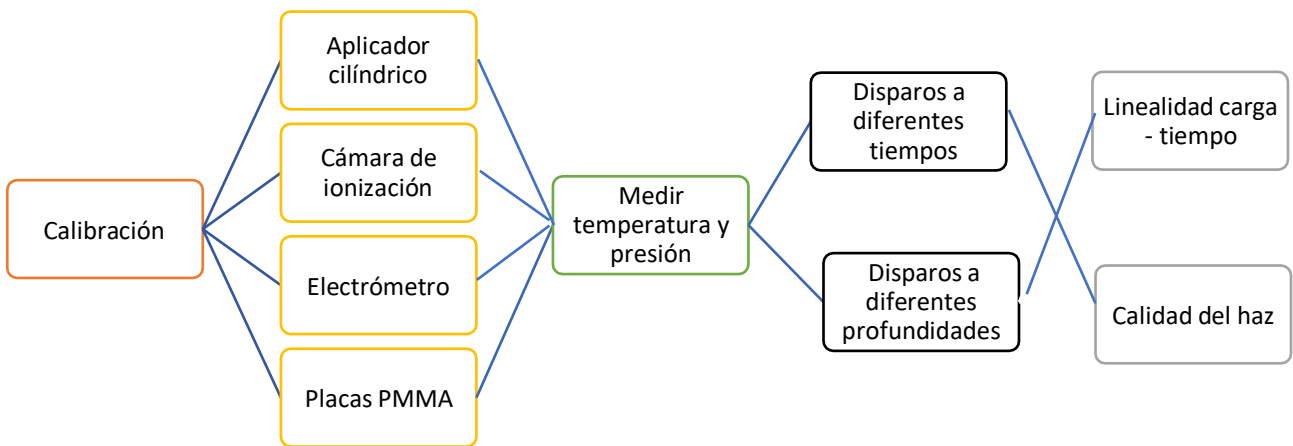 Calibración
Aplicador
cilíndrico
Cámara de
ionización
Electrómetro
Placas PMMA
Medir
temperatura y
presión
Disparos a
diferentes
tiempos
Disparos a
diferentes
profundidades
Linealidad carga
- tiempo
Calidad del haz